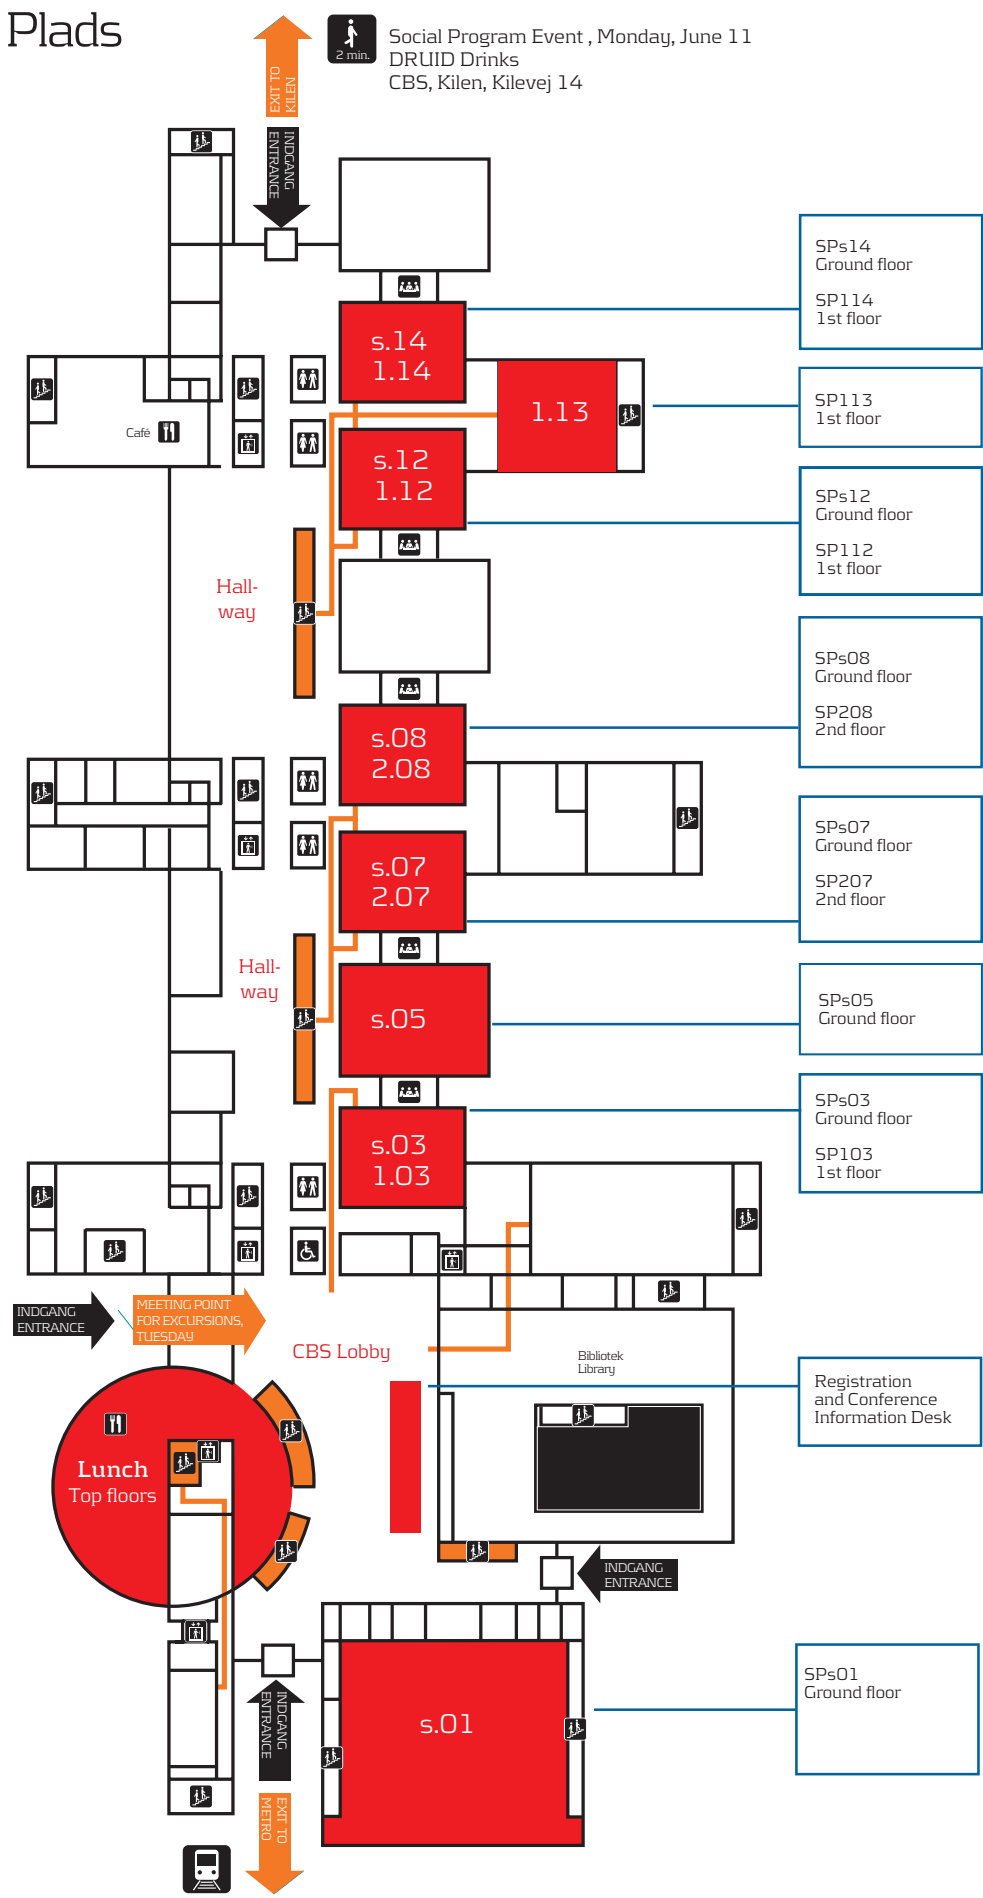 Plads
2 min.
Social Program Event , Monday, June 11
DRUID Drinks
CBS, Kilen, Kilevej 14
EXIT TO
KILEN
INDGANG
ENTRANCE
SPs14
Ground floor
SP114
1st floor
s.14
1.14
SP113
1st floor
1.13
Café
s.12
1.12
SPs12
Ground floor
SP112
1st floor
Hall-
way
SPs08
Ground floor
SP208
2nd floor
s.08
2.08
SPs07
Ground floor
SP207
2nd floor
s.07
2.07
Hall-
way
SPs05
Ground floor
s.05
SPs03
Ground floor
SP103
1st floor
s.03
1.03
INDGANG
ENTRANCE
MEETING POINT
FOR EXCURSIONS,
TUESDAY
CBS Lobby
Bibliotek
Library
Registration
and Conference
Information Desk
Lunch
Top floors
INDGANG
ENTRANCE
SPs01
Ground floor
s.01
INDGANG
ENTRANCE
EXIT TO
METRO